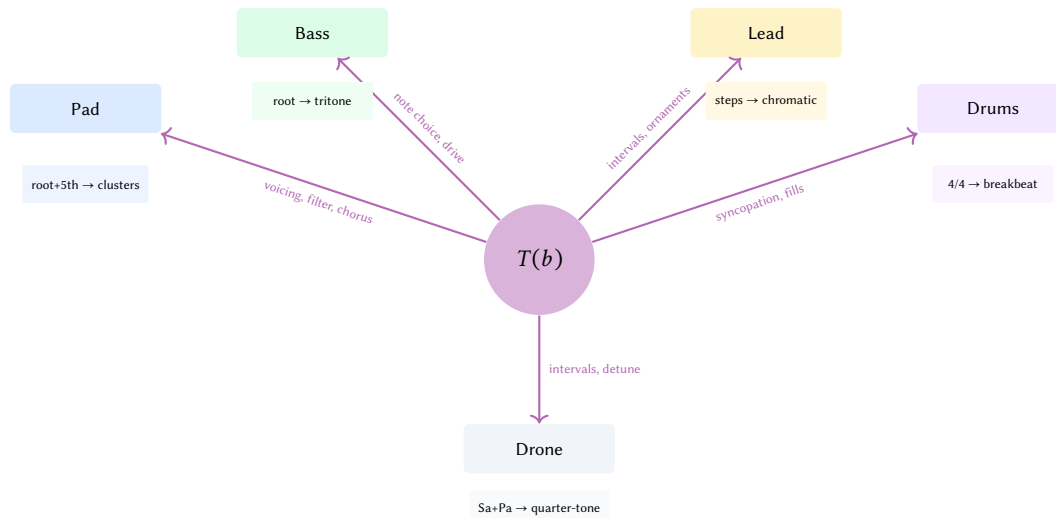 Bass
Lead
Pad
Drums
root → tritone
steps → chromatic
root+5th → clusters
4/4 → breakbeat
note choice, drive
intervals, ornaments
voicing, filter, chorus
syncopation, fills
T(b)
intervals, detune
Drone
Sa+Pa → quarter-tone